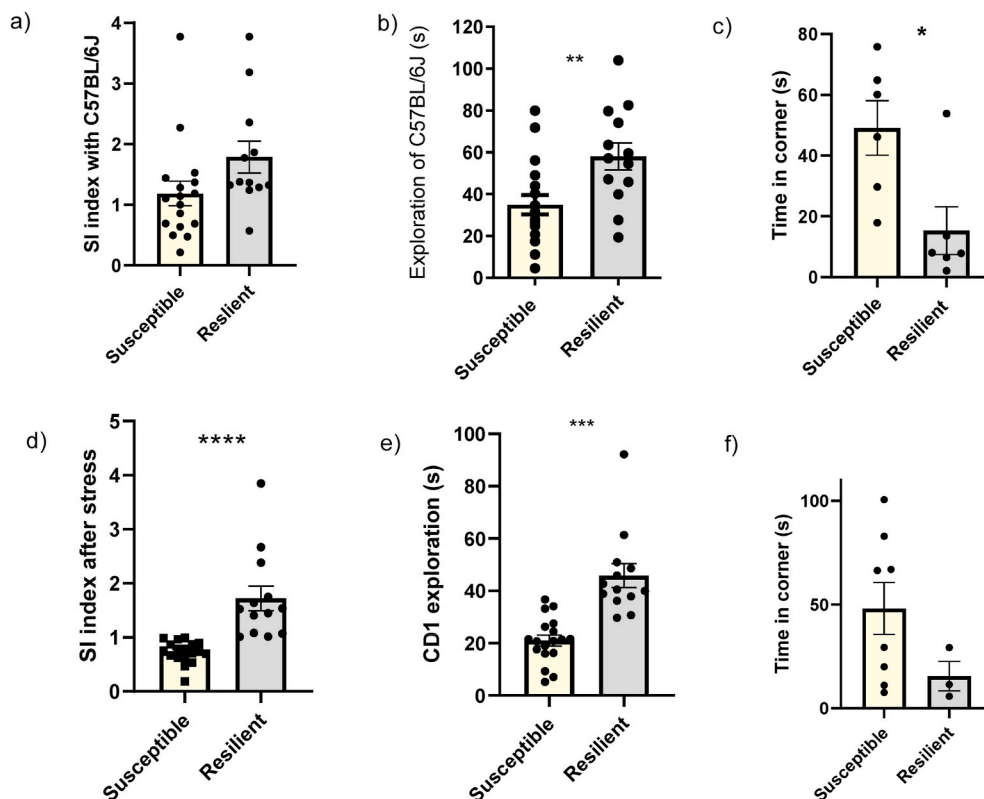 a)
SI index with C57BL/6J
4
3
2
1
0
Susceptible
Reslient
b)
Exploration of C57BL/6J (s)
120
100
80
60
40
20
0
**
Susceptible
Resilient
c)
Time in corner (s)
80
60
40
20
0
*
Susceptible
Resilient
d)
SI index after stress
5
4
3
2
1
0
****
Susceptible
Resilient
e)
CD1 exploration (s)
100
80
60
40
20
0
***
Susceptible
Resilient
f)
Time in corner (s)
100
50
0
Susceptible
Resilient